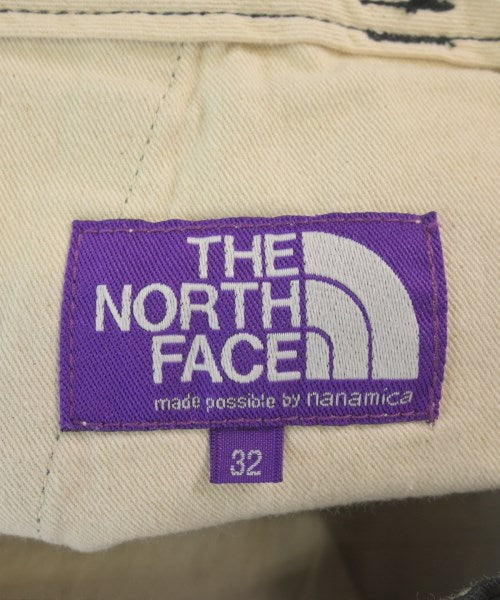 THE
NORTH
FACE
made possible by nanamica
32